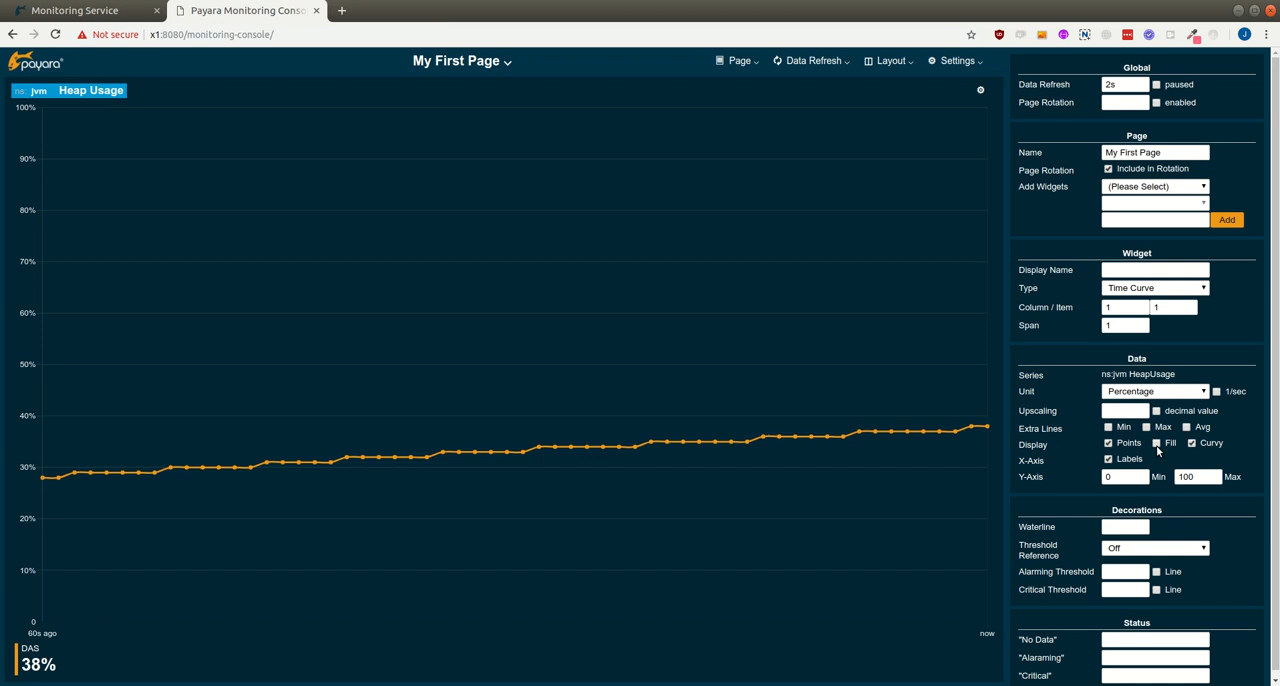 Monitoring Service
Payara Monitoring Conso
Not secure x1:8080/monitoring-console/
payara
My First Page
Page
Data Refresh
Layout
Settings
ns: jvm Heap Usage
100%
90%
80%
70%
60%
50%
40%
30%
20%
10%
0
60s ago
now
DAS
38%
Global
Data Refresh 2s paused
Page Rotation enabled
Page
Name My First Page
Page Rotation Include in Rotation
Add Widgets (Please Select)
Add
Widget
Display Name
Type Time Curve
Column / Item 1 1
Span 1
Data
Series ns:jvm HeapUsage
Unit Percentage 1/sec
Upscaling decimal value
Extra Lines Min Max Avg
Display Points Fill Curvy
X-Axis Labels
Y-Axis 0 Min 100 Max
Decorations
Waterline
Threshold
Reference Off
Alarming Threshold Line
Critical Threshold Line
Status
"No Data"
"Alaraming"
"Critical"